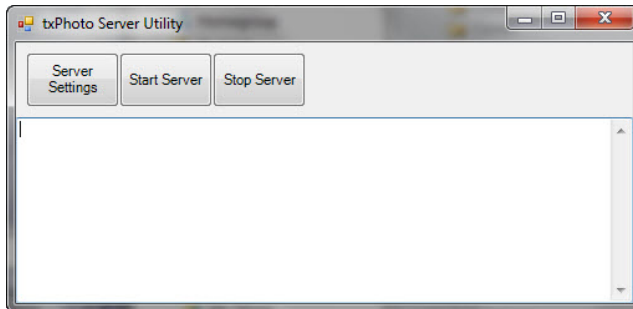 txPhoto Server Utility
Server
Settings
Start Server
Stop Server